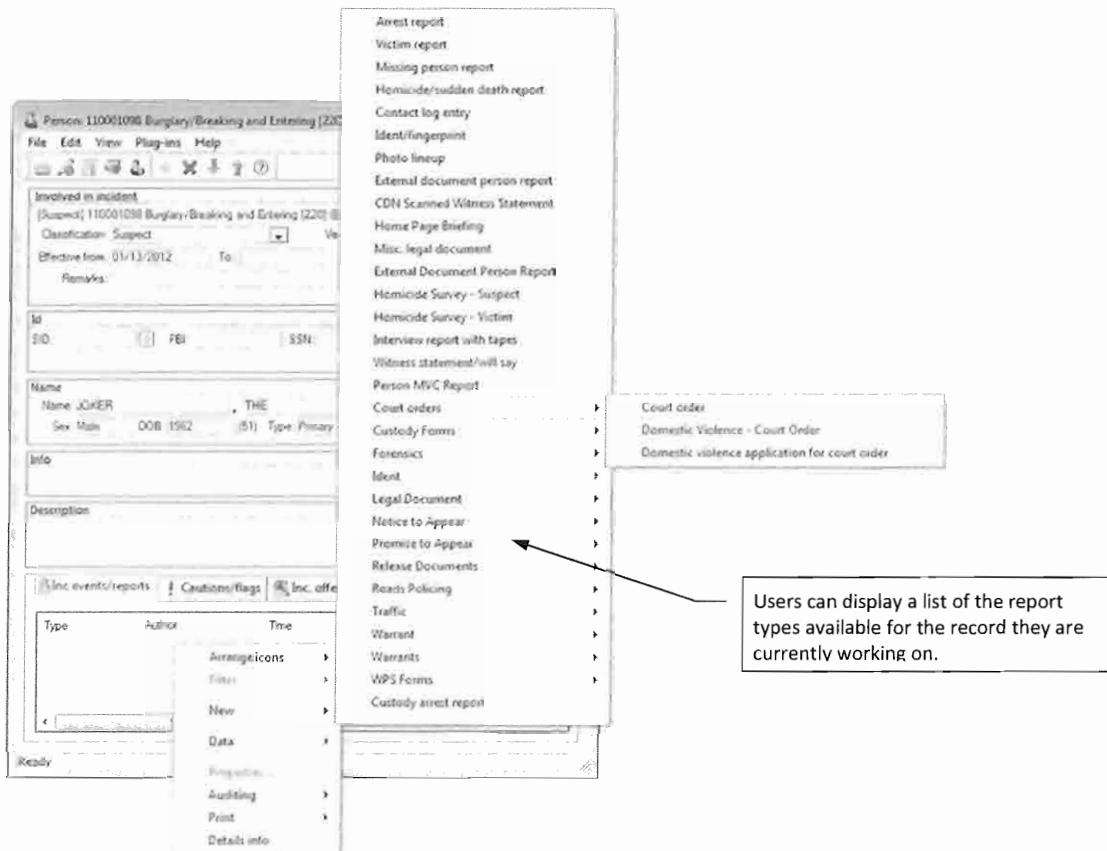 Person: 110001098 Burglary/Breaking and Entering [220]
File Edit View Plug-ins Help
Involved in incident
[Suspect] 110001098 Burglary/Breaking and Entering [220]
Classification: Suspect
Effective from: 01/13/2012 To:
Remarks:
Id
SID: FBI: SSN:
Name
Name: JOKER , THE
Sex: Male DOB: 1962 (51) Type: Primary
Info
Description
Inc events/reports Cautions/flags Inc. offe
Type Author Time
Ready
Arrange icons
Filter
New
Data
Properties...
Auditing
Print
Details info
Arrest report
Victim report
Missing person report
Homicide/sudden death report
Contact log entry
Ident/fingerprint
Photo lineup
External document person report
CDN Scanned Witness Statement
Home Page Briefing
Misc. legal document
External Document Person Report
Homicide Survey - Suspect
Homicide Survey - Victim
Interview report with tapes
Witness statement/will say
Person MVC Report
Court orders
Custody Forms
Forensics
Ident
Legal Document
Notice to Appear
Promise to Appear
Release Documents
Roads Policing
Traffic
Warrant
Warrants
WPS Forms
Custody arrest report
Court order
Domestic Violence - Court Order
Domestic violence application for court order
Users can display a list of the report
types available for the record they are
currently working on.